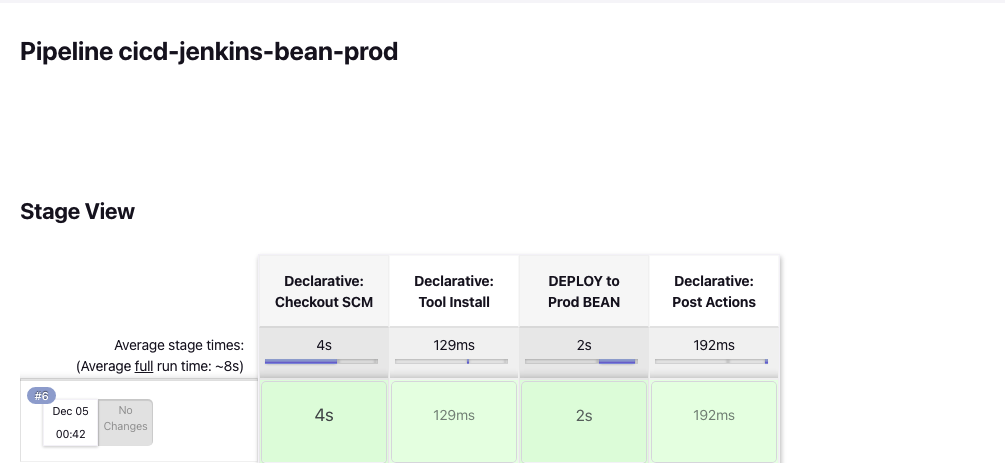 Pipeline cicd-jenkins-bean-prod
Stage View
Declarative: Checkout SCM
Declarative: Tool Install
DEPLOY to Prod BEAN
Declarative: Post Actions
Average stage times:
(Average full run time: ~8s)
4s
129ms
2s
192ms
#6
Dec 05
00:42
No
Changes
4s
129ms
2s
192ms